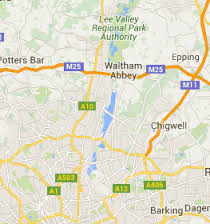 Lee Valley
Regional Park
Authority
Epping
Potters Bar
Waltham
Abbey
M25
M25
M11
A10
Chigwell
A503
A1
A12
A406
Barking
Dagen